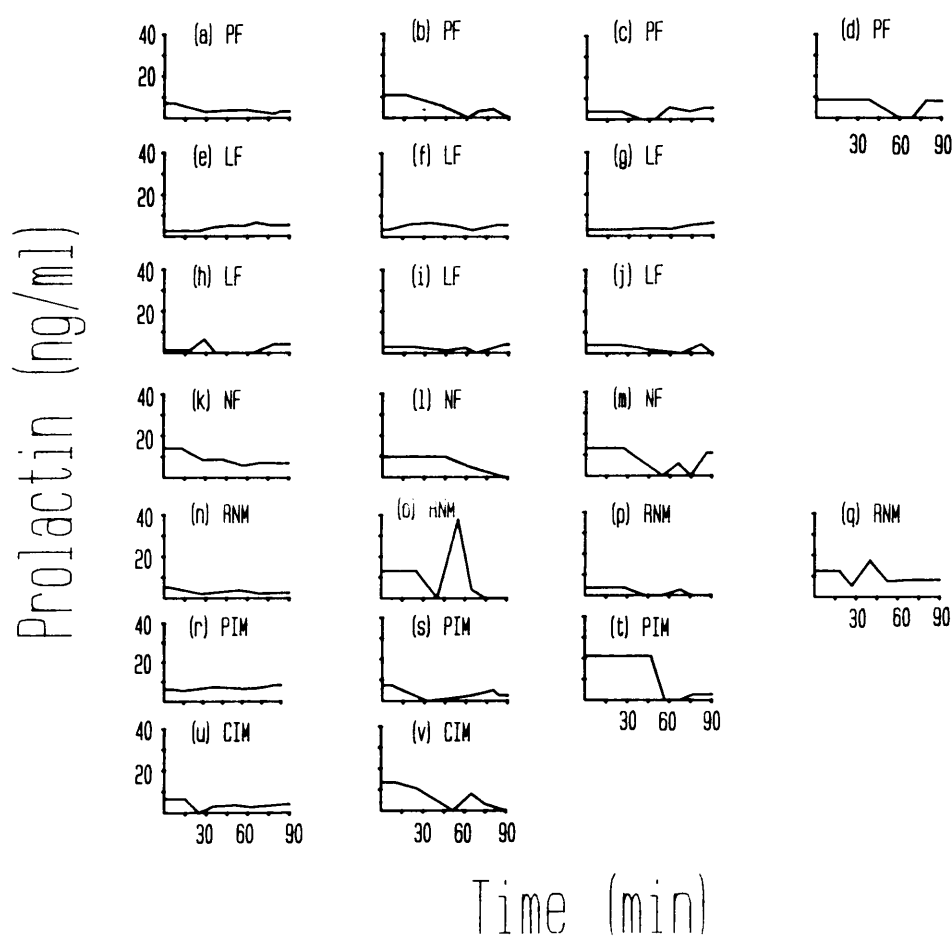 40 (a) PF (b) PF (c) PF (d) PF
20
30 60 90
40 (e) LF (f) LF (g) LF
20
40 (h) LF (i) LF (j) LF
20
40 (k) NF (l) NF (m) NF
20
40 (n) RNM (o) RNM (p) RNM (q) RNM
20
30 60 90
40 (r) PIM (s) PIM (t) PIM
20
30 60 90
40 (u) CIM (v) CIM
20
30 60 90 30 60 90
Prolactin (ng/ml)
Time (min)